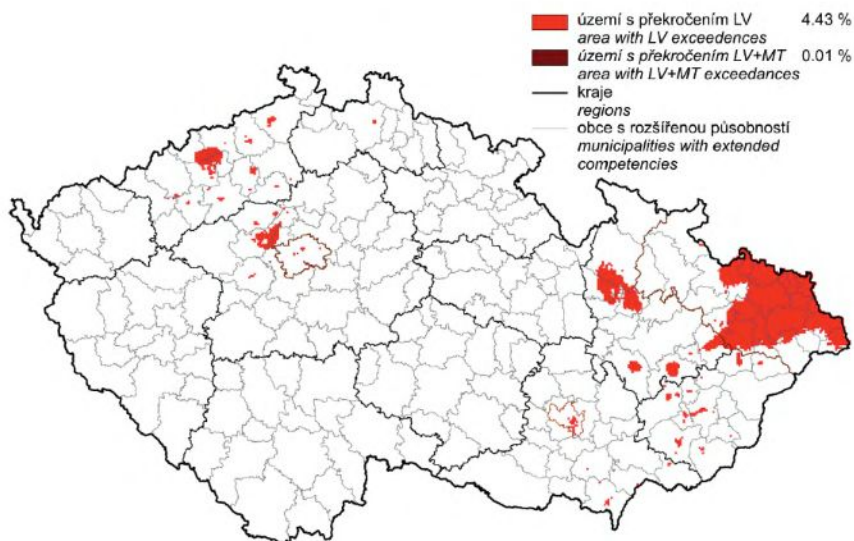 území s překročením LV 4.43 %
area with LV exceedences
území s překročením LV+MT 0.01 %
area with LV+MT exceedances
kraje
regions
obce s rozšířenou působností
municipalities with extended
competencies